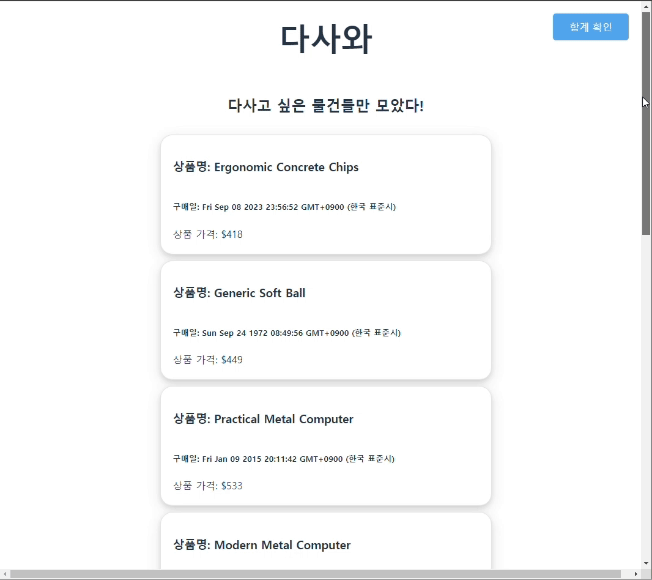 다사와
합계 확인
다사고 싶은 물건들만 모았다!
상품명: Ergonomic Concrete Chips
구매일: Fri Sep 08 2023 23:56:52 GMT+0900 (한국 표준시)
상품 가격: $418
상품명: Generic Soft Ball
구매일: Sun Sep 24 1972 08:49:56 GMT+0900 (한국 표준시)
상품 가격: $449
상품명: Practical Metal Computer
구매일: Fri Jan 09 2015 20:11:42 GMT+0900 (한국 표준시)
상품 가격: $533
상품명: Modern Metal Computer